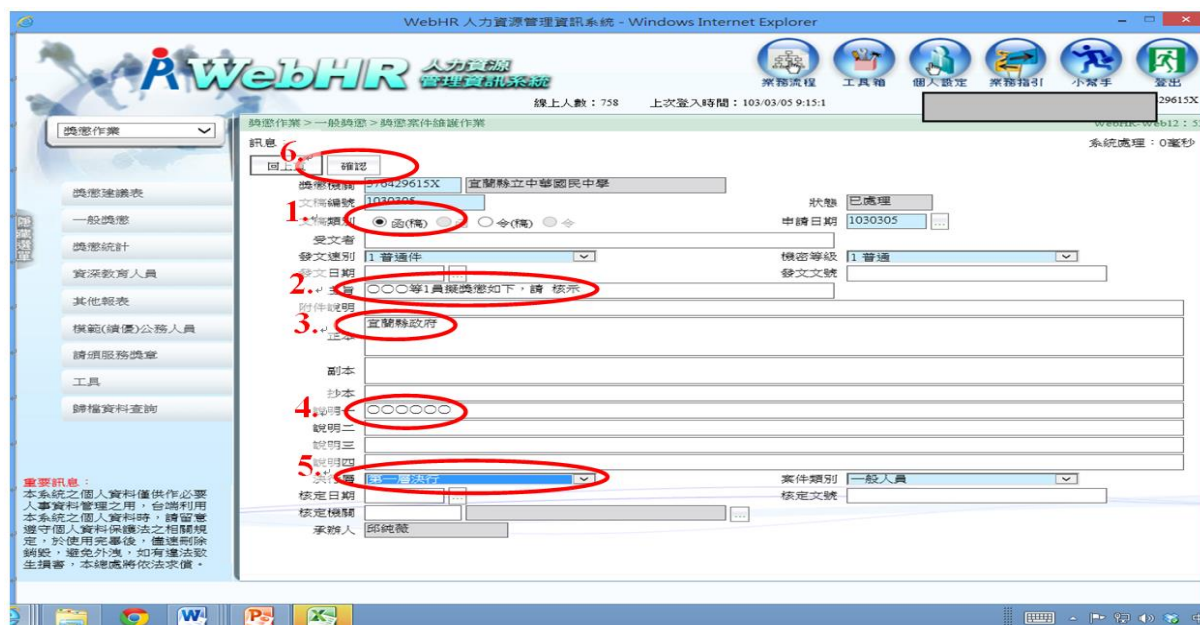 WebHR 人力資源管理資訊系統 - Windows Internet Explorer
WebHR 人力資源
管理資訊系統
業務流程 工具箱 個人設定 業務指引 小幫手 登出
線上人數：758 上次登入時間：103/03/05 9:15:1 29615X
獎懲作業
獎懲作業 > 一般獎懲 > 獎懲案件維護作業
訊息 系統處理：0毫秒
6.
確認
獎懲機關 376429615X 宜蘭縣立中華國民中學
文稿編號 1030305 狀態 已處理
1. 文稿類別 函(稿) 函 令(稿) 令 申請日期 1030305 ...
受文者
發文速別 1 普通件 機密等級 1 普通
發文日期 ... 發文文號
2. 主旨 ○○○等1員擬獎懲如下，請 核示
附件說明
3. 正本 宜蘭縣政府
副本
抄本
4. 說明一 ○○○○○○
說明二
說明三
說明四
5. 決行層 第一層決行 案件類別 一般人員
核定日期 ... 核定文號
核定機關 ...
承辦人 邱純薇
獎懲建議表
一般獎懲
獎懲統計
資深教育人員
其他報表
模範(績優)公務人員
請頒服務獎章
工具
歸檔資料查詢
重要訊息：
本系統之個人資料僅供作必要
人事資料管理之用，台端利用
本系統之個人資料時，請留意
遵守個人資料保護法之相關規
定，於使用完畢後，儘速刪除
銷毀，避免外洩，如有違法致
生損害，本總處將依法求償。